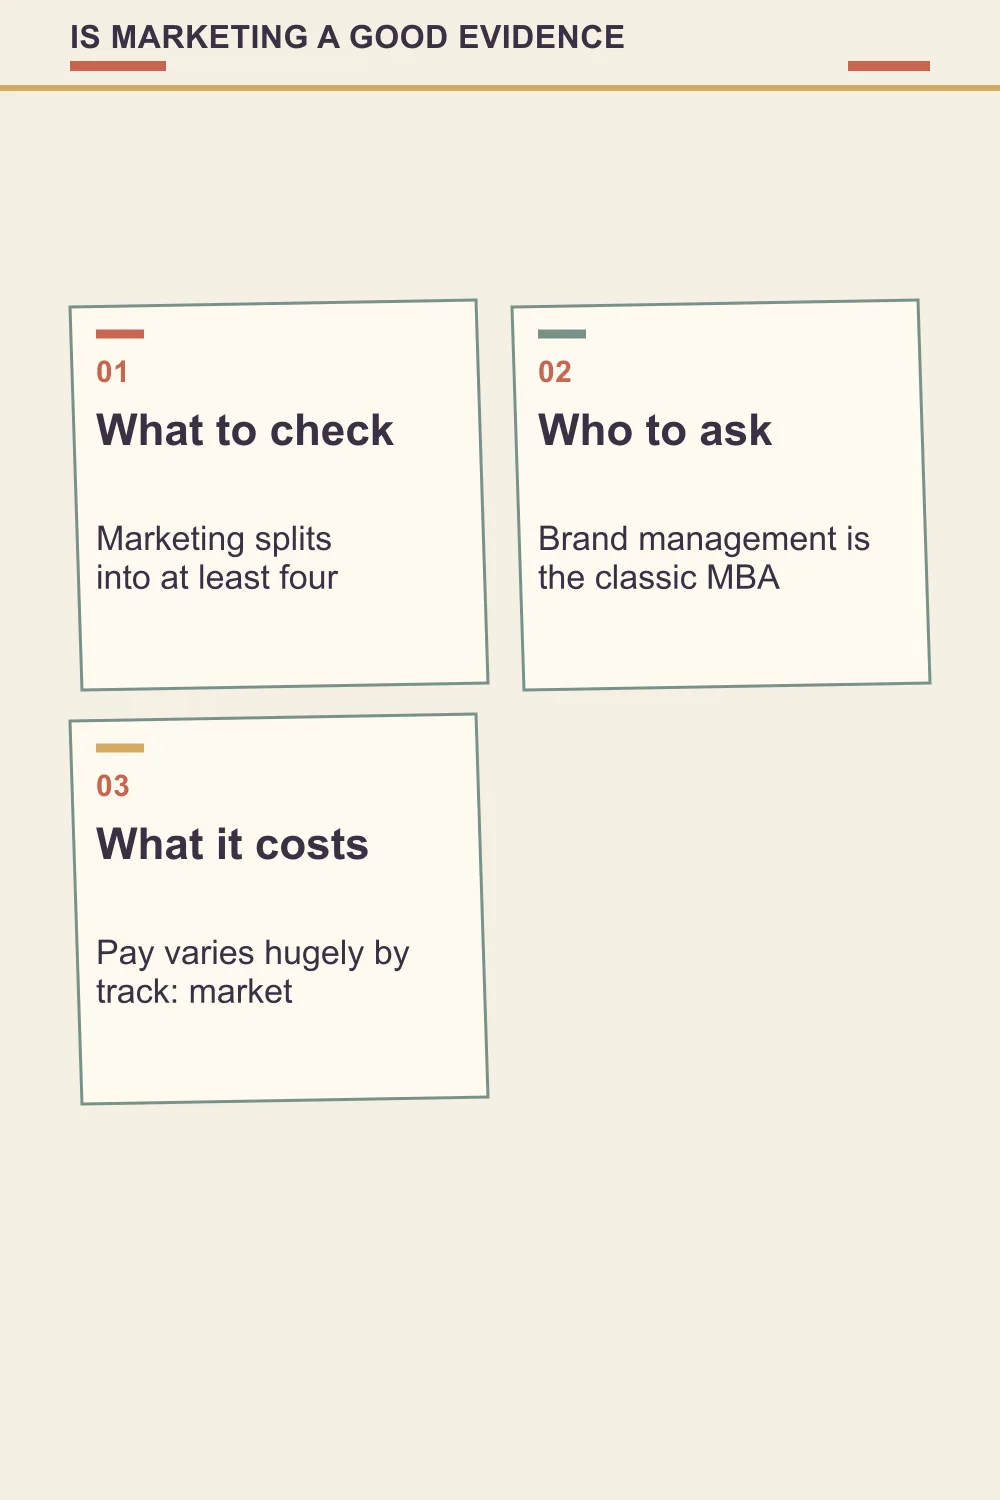 IS MARKETING A GOOD EVIDENCE
01
What to check
Marketing splits
into at least four
02
Who to ask
Brand management is
the classic MBA
03
What it costs
Pay varies hugely by
track: market